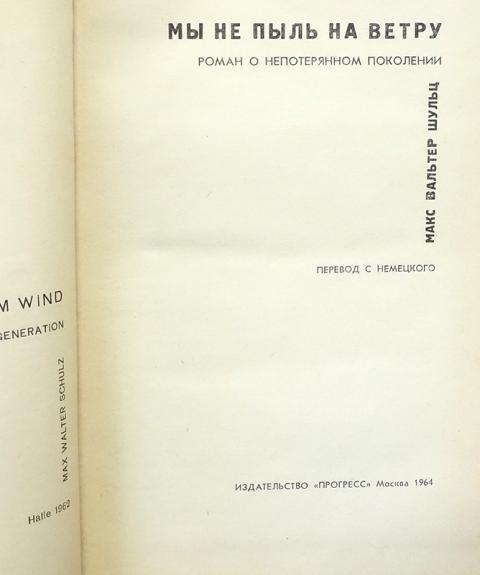 M WIND
GENERATION
MAX WALTER SCHULZ
Halle 1962
МЫ НЕ ПЫЛЬ НА ВЕТРУ
РОМАН О НЕПОТЕРЯННОМ ПОКОЛЕНИИ
МАКС ВАЛЬТЕР ШУЛЬЦ
ПЕРЕВОД С НЕМЕЦКОГО
ИЗДАТЕЛЬСТВО «ПРОГРЕСС» Москва 1964